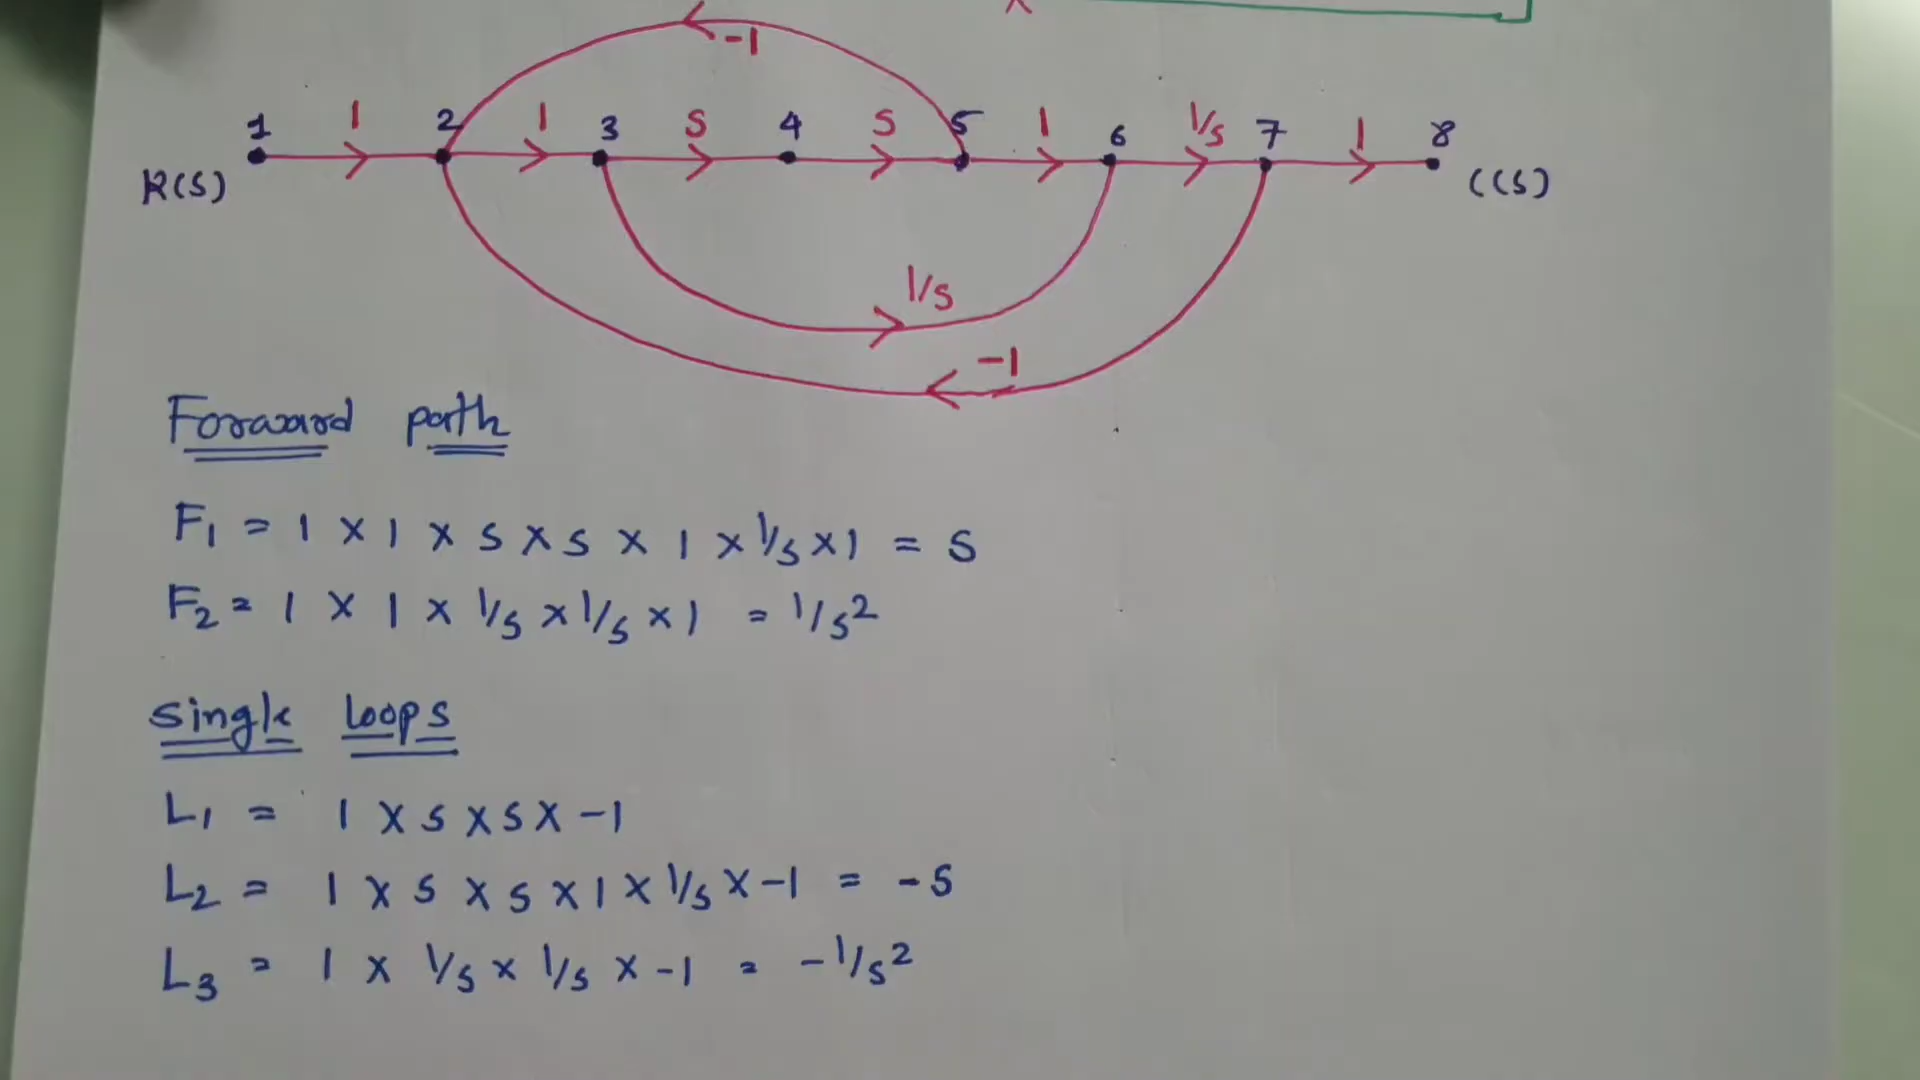 -1
1 1 2 1 3 S 4 S 5 1 6 1/s 7 1 8
R(S) C(S)
1/s
-1
Forward path
F1 = 1 × 1 × s × s × 1 × 1/s × 1 = s
F2 = 1 × 1 × 1/s × 1/s × 1 = 1/s²
Single Loops
L1 = 1 × s × s × -1
L2 = 1 × s × s × 1 × 1/s × -1 = -s
L3 = 1 × 1/s × 1/s × -1 = -1/s²